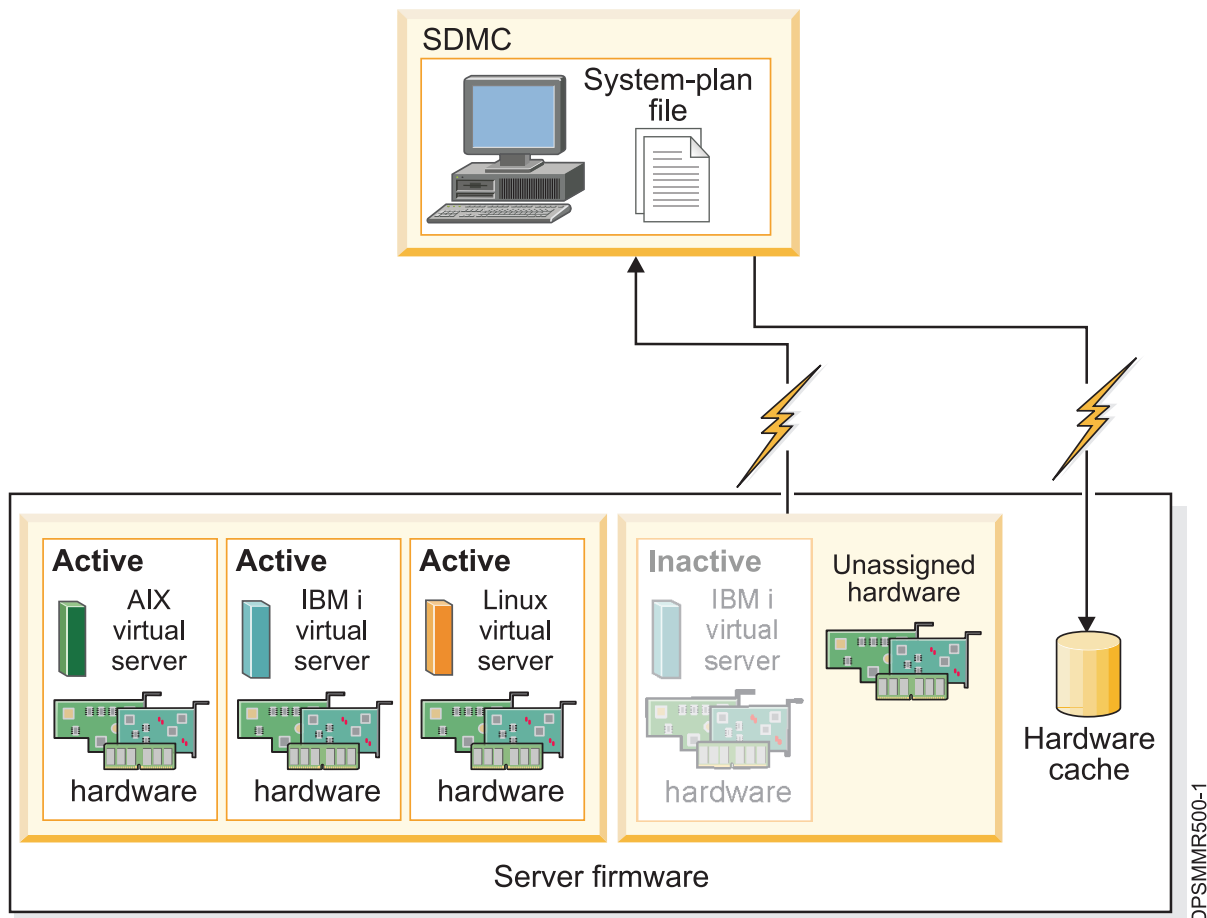 SDMC
System-plan
file
Active
AIX
virtual
server
hardware
Active
IBM i
virtual
server
hardware
Active
Linux
virtual
server
hardware
Inactive
IBM i
virtual
server
hardware
Unassigned
hardware
Hardware
cache
Server firmware
OPSMMR500-1